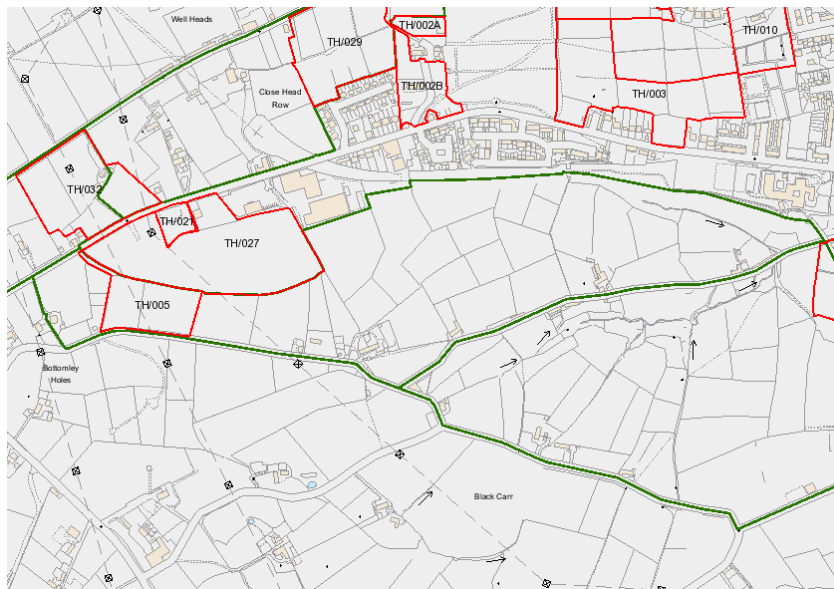 Well Heads
TH/002A
TH/010
TH/029
TH/002B
Close Head
Row
TH/003
TH/032
TH/021
TH/027
TH/005
Bottomley
Holes
Black Carr